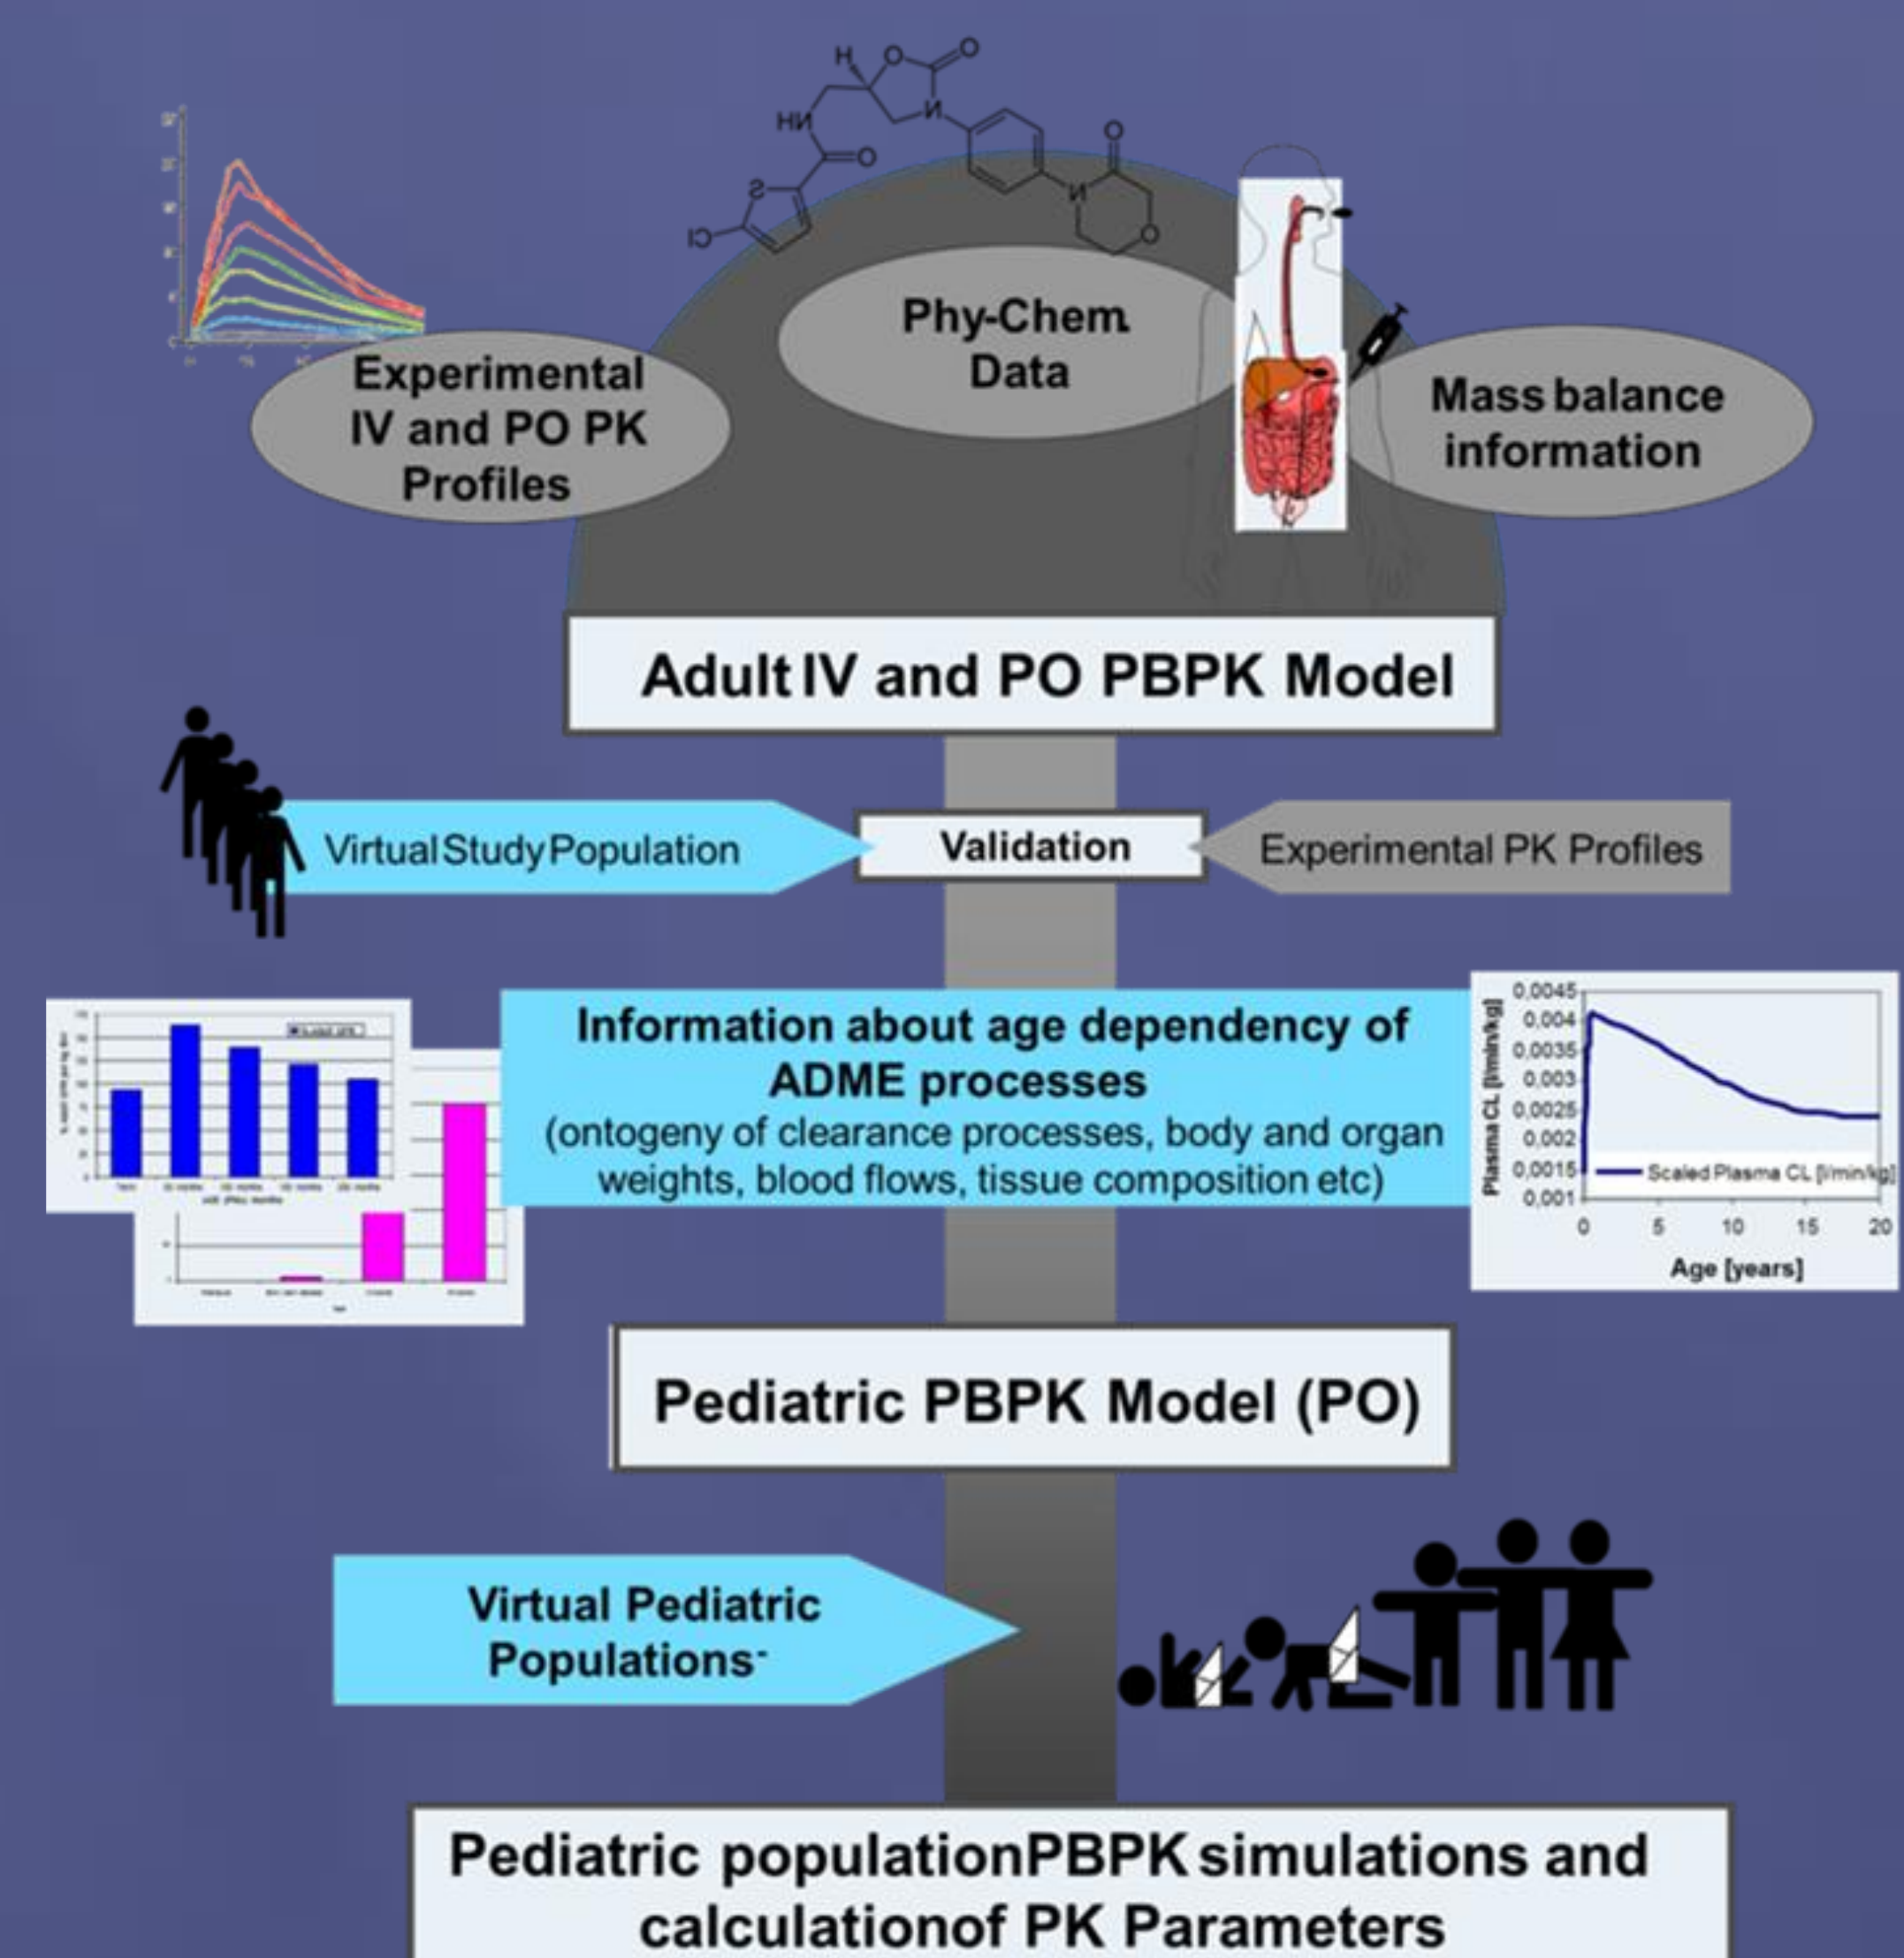 Phy-Chem.
Data
Experimental
IV and PO PK
Profiles
Mass balance
information
Adult IV and PO PBPK Model
Virtual Study Population
Validation
Experimental PK Profiles
Information about age dependency of
ADME processes
(ontogeny of clearance processes, body and organ
weights, blood flows, tissue composition etc)
Plasma CL [l/min/kg]
0,0045
0,004
0,0035
0,003
0,0025
0,002
0,0015
0,001
Scaled Plasma CL [l/min/kg]
0 5 10 15 20
Age [years]
Pediatric PBPK Model (PO)
Virtual Pediatric
Populations-
Pediatric population PBPK simulations and
calculation of PK Parameters